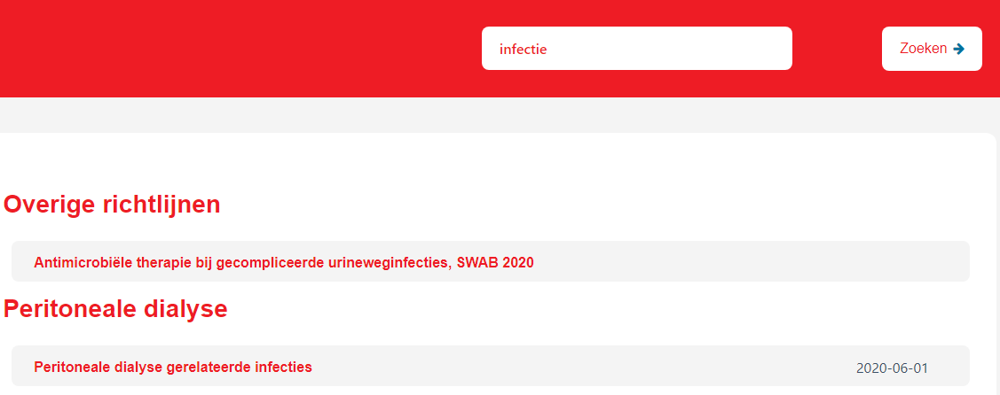 infectie
Zoeken
Overige richtlijnen
Antimicrobiële therapie bij gecompliceerde urineweginfecties, SWAB 2020
Peritoneale dialyse
Peritoneale dialyse gerelateerde infecties
2020-06-01